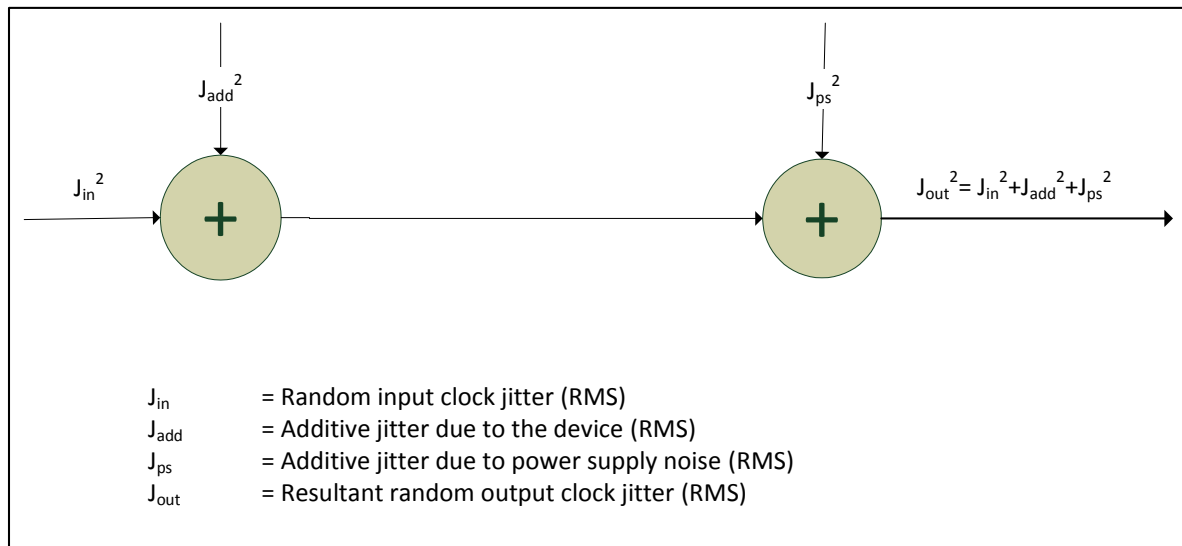 J_add^2
J_ps^2
J_in^2
+
+
J_out^2= J_in^2+J_add^2+J_ps^2
J_in = Random input clock jitter (RMS)
J_add = Additive jitter due to the device (RMS)
J_ps = Additive jitter due to power supply noise (RMS)
J_out = Resultant random output clock jitter (RMS)